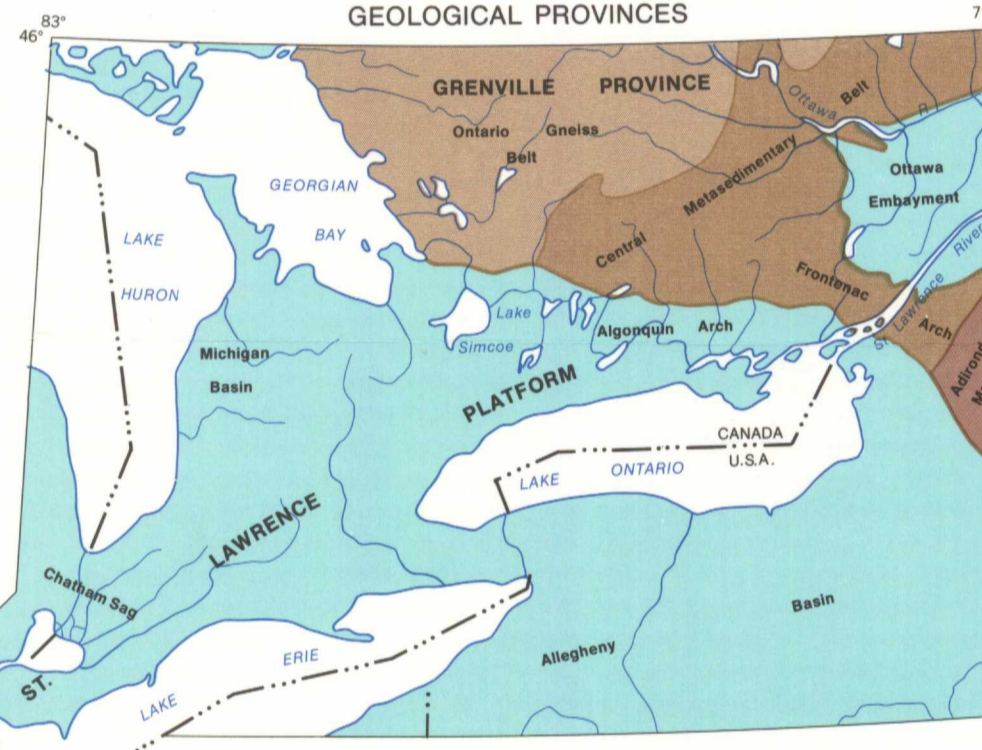 GEOLOGICAL PROVINCES
83°
46°
7
GRENVILLE PROVINCE
Ontario Gneiss
Belt
Ottawa R.
Belt
Metasedimentary
Central
Ottawa
Embayment
GEORGIAN
BAY
LAKE
HURON
Frontenac
Arch
St. Lawrence River
Adirond
M
Lake
Simcoe
Algonquin Arch
Michigan
Basin
PLATFORM
CANADA
U.S.A.
LAKE ONTARIO
LAWRENCE
Chatham Sag
ST.
LAKE ERIE
Allegheny Basin